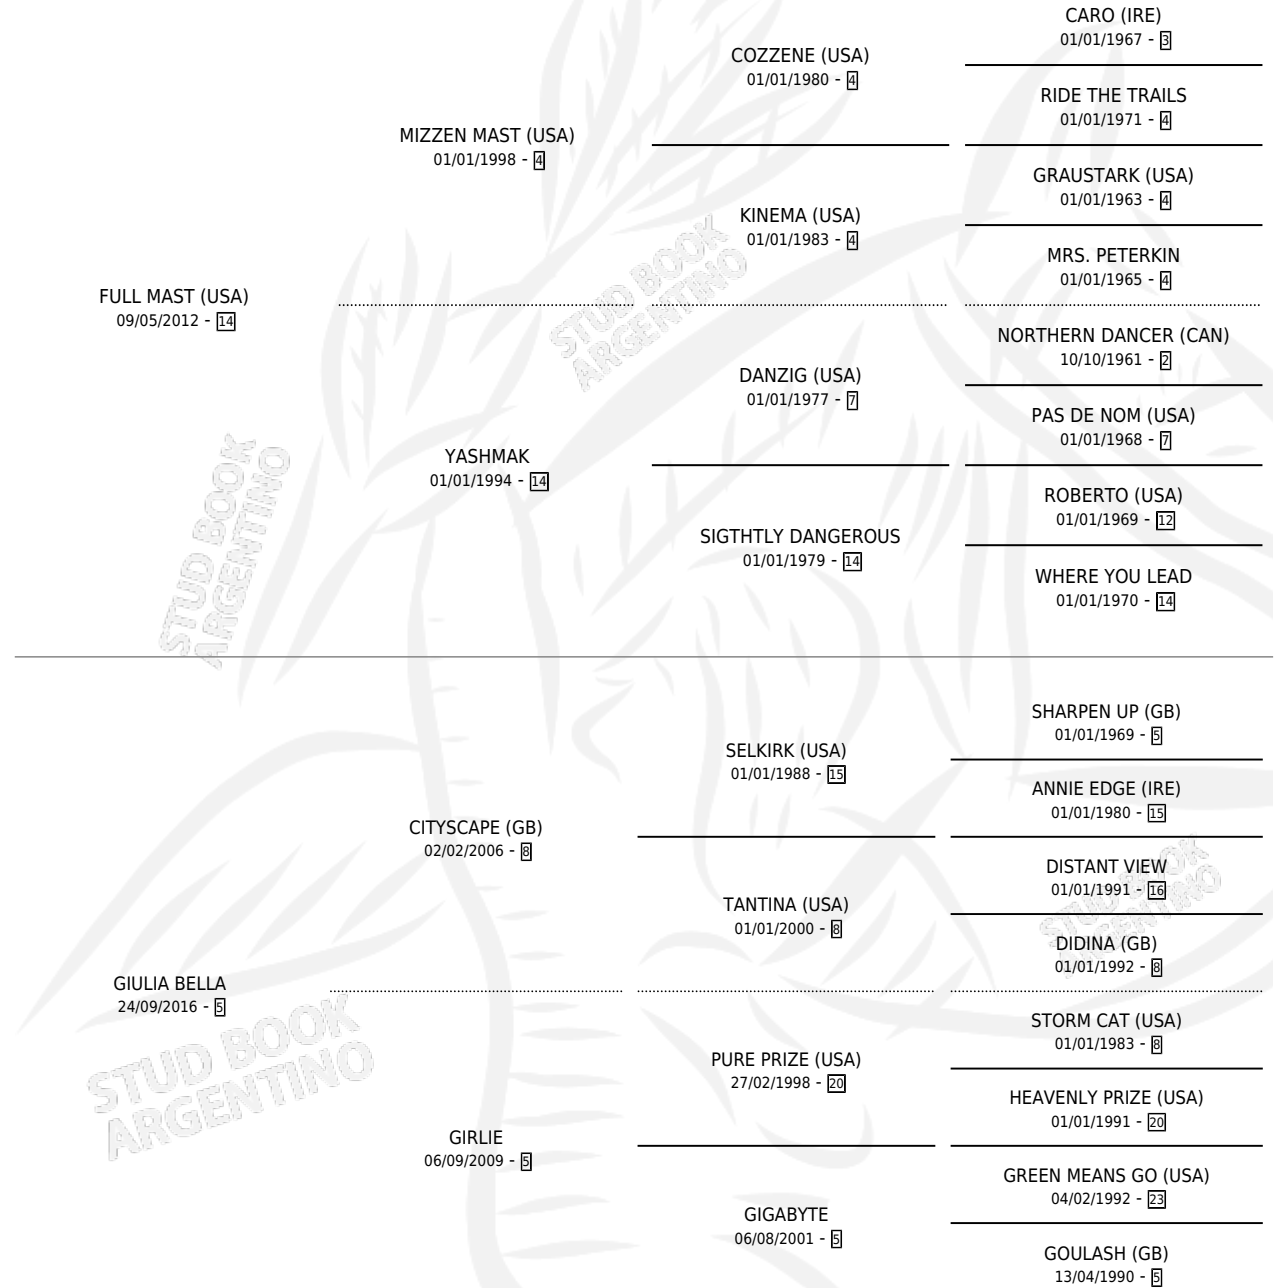 CARO (IRE)
01/01/1967 - 3
COZZENE (USA)
01/01/1980 - 4
RIDE THE TRAILS
01/01/1971 - 4
MIZZEN MAST (USA)
01/01/1998 - 4
GRAUSTARK (USA)
01/01/1963 - 4
KINEMA (USA)
01/01/1983 - 4
MRS. PETERKIN
01/01/1965 - 4
FULL MAST (USA)
09/05/2012 - 14
NORTHERN DANCER (CAN)
10/10/1961 - 2
DANZIG (USA)
01/01/1977 - 7
PAS DE NOM (USA)
01/01/1968 - 7
YASHMAK
01/01/1994 - 14
ROBERTO (USA)
01/01/1969 - 12
SIGTHTLY DANGEROUS
01/01/1979 - 14
WHERE YOU LEAD
01/01/1970 - 14
STUD BOOK
ARGENTINO
STUD BOOK
ARGENTINO
SHARPEN UP (GB)
01/01/1969 - 5
SELKIRK (USA)
01/01/1988 - 15
ANNIE EDGE (IRE)
01/01/1980 - 15
CITYSCAPE (GB)
02/02/2006 - 8
DISTANT VIEW
01/01/1991 - 16
TANTINA (USA)
01/01/2000 - 8
DIDINA (GB)
01/01/1992 - 8
GIULIA BELLA
24/09/2016 - 5
STORM CAT (USA)
01/01/1983 - 8
PURE PRIZE (USA)
27/02/1998 - 20
HEAVENLY PRIZE (USA)
01/01/1991 - 20
GIRLIE
06/09/2009 - 5
GREEN MEANS GO (USA)
04/02/1992 - 23
GIGABYTE
06/08/2001 - 5
GOULASH (GB)
13/04/1990 - 5
STUD BOOK
ARGENTINO
STUD BOOK
ARGENTINO